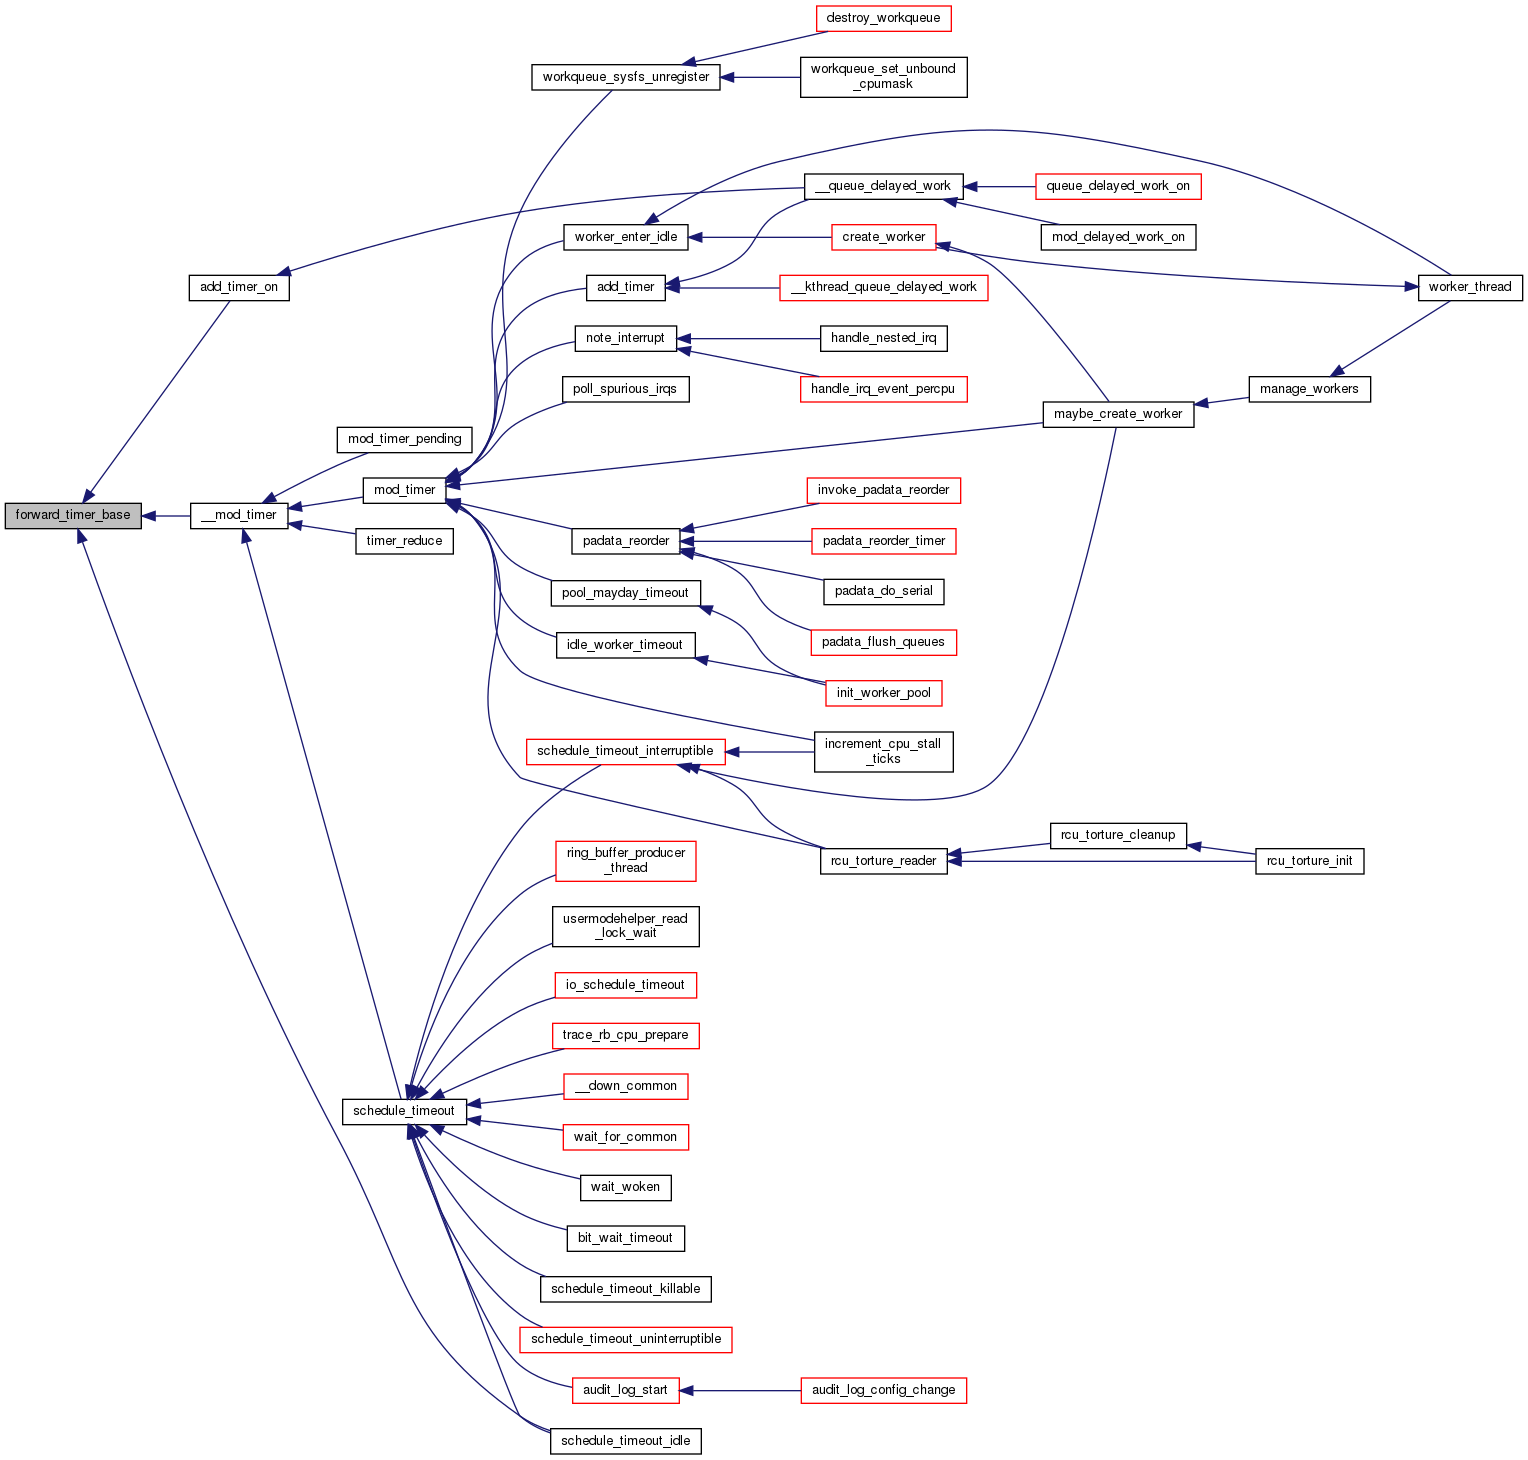 destroy_workqueue
workqueue_sysfs_unregister
workqueue_set_unbound
_cpumask
__queue_delayed_work
queue_delayed_work_on
worker_enter_idle
create_worker
mod_delayed_work_on
add_timer_on
add_timer
__kthread_queue_delayed_work
worker_thread
note_interrupt
handle_nested_irq
poll_spurious_irqs
handle_irq_event_percpu
manage_workers
maybe_create_worker
mod_timer_pending
mod_timer
invoke_padata_reorder
forward_timer_base
__mod_timer
timer_reduce
padata_reorder
padata_reorder_timer
pool_mayday_timeout
padata_do_serial
idle_worker_timeout
padata_flush_queues
init_worker_pool
schedule_timeout_interruptible
increment_cpu_stall
_ticks
rcu_torture_cleanup
ring_buffer_producer
_thread
rcu_torture_reader
rcu_torture_init
usermodehelper_read
_lock_wait
io_schedule_timeout
trace_rb_cpu_prepare
__down_common
schedule_timeout
wait_for_common
wait_woken
bit_wait_timeout
schedule_timeout_killable
schedule_timeout_uninterruptible
audit_log_start
audit_log_config_change
schedule_timeout_idle